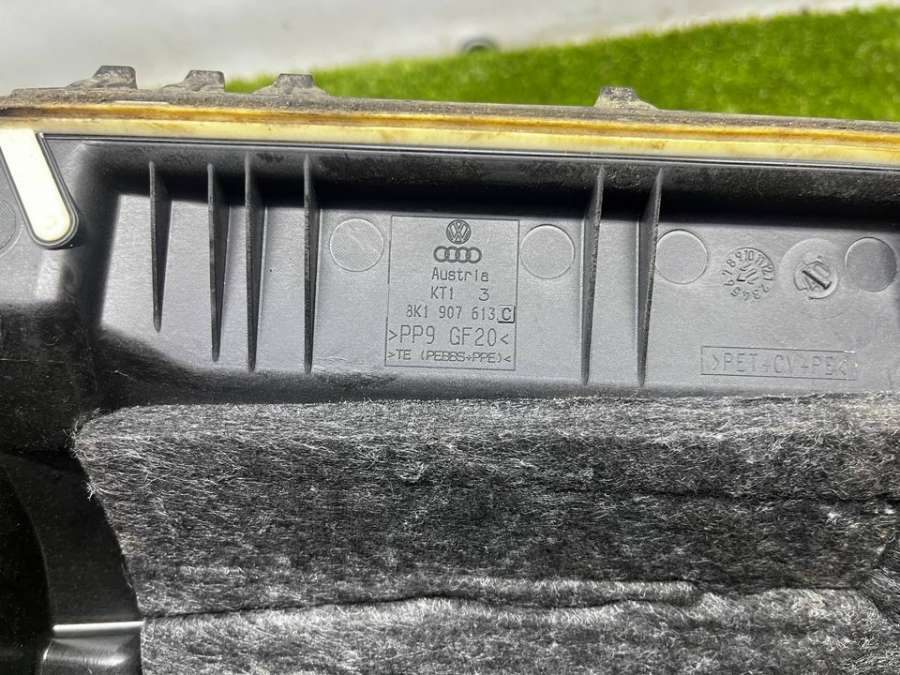 Austria
KT1 3
8K1 907 613 C
>PP9 GF20<
>TE (PEBBS+PPE)<
>PET+CV+PE<